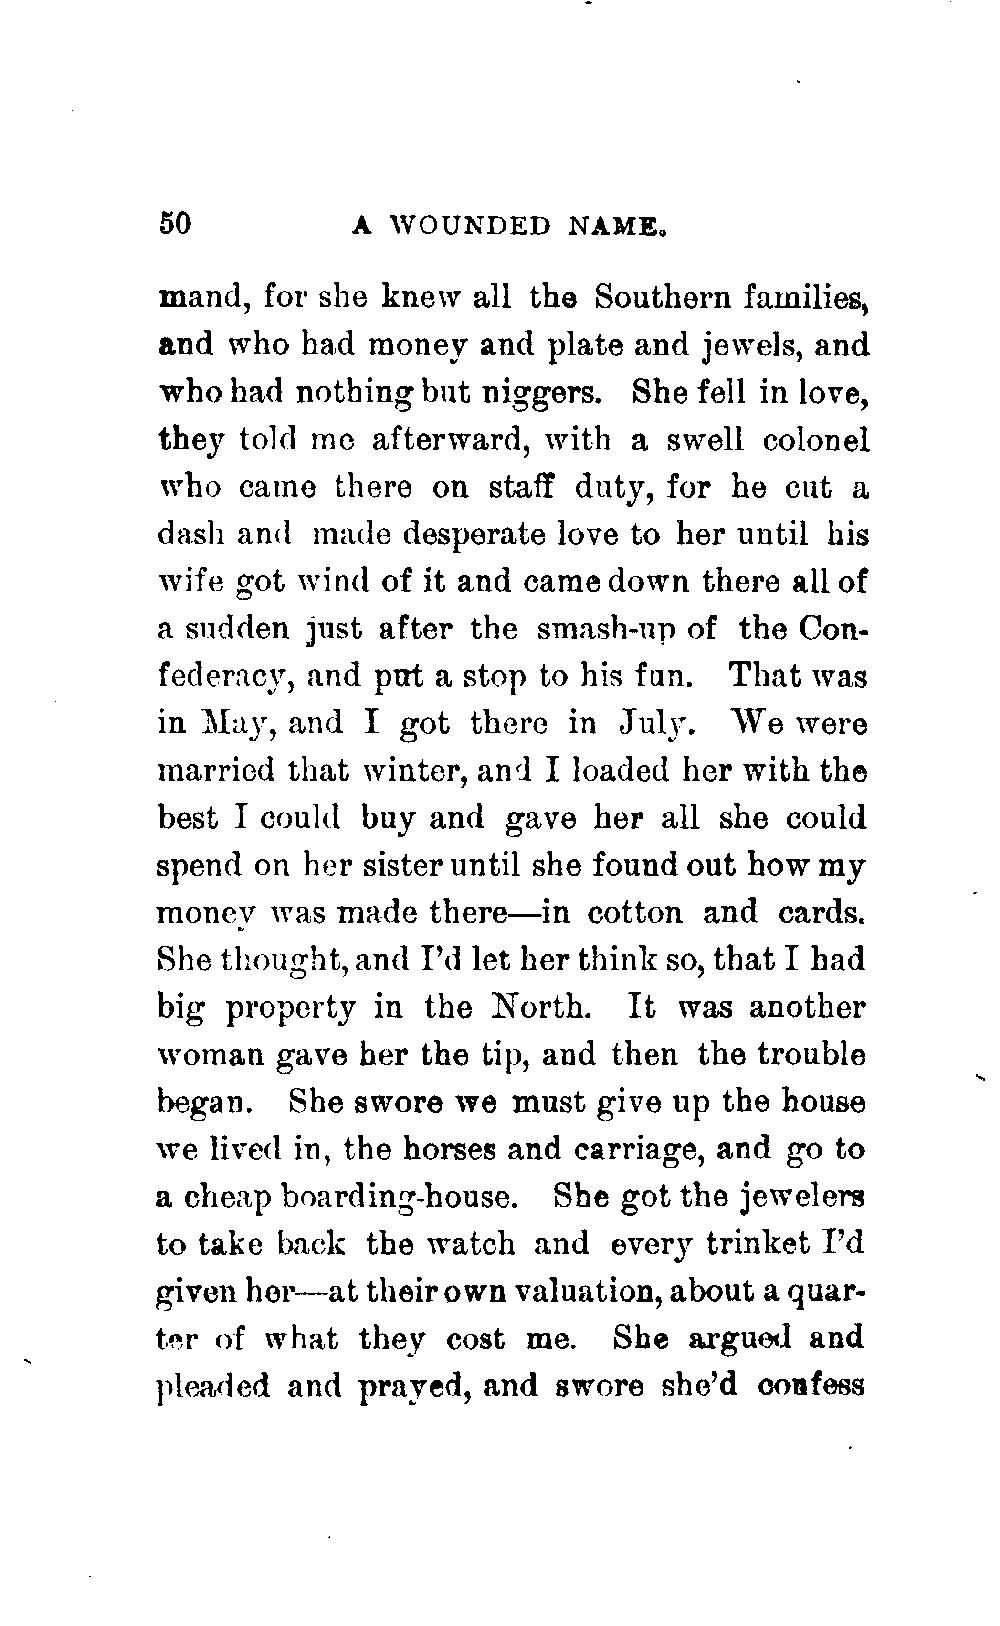 50 A WOUNDED NAME.
mand, for she knew all the Southern families,
and who had money and plate and jewels, and
who had nothing but niggers. She fell in love,
they told me afterward, with a swell colonel
who came there on staff duty, for he cut a
dash and made desperate love to her until his
wife got wind of it and came down there all of
a sudden just after the smash-up of the Con-
federacy, and put a stop to his fun. That was
in May, and I got there in July. We were
married that winter, and I loaded her with the
best I could buy and gave her all she could
spend on her sister until she found out how my
money was made there—in cotton and cards.
She thought, and I'd let her think so, that I had
big property in the North. It was another
woman gave her the tip, and then the trouble
began. She swore we must give up the house
we lived in, the horses and carriage, and go to
a cheap boarding-house. She got the jewelers
to take back the watch and every trinket I'd
given her—at their own valuation, about a quar-
ter of what they cost me. She argued and
pleaded and prayed, and swore she'd confess